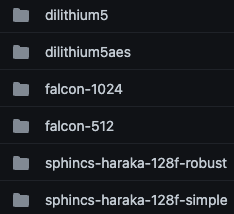 dilithium5
dilithium5aes
falcon-1024
falcon-512
sphincs-haraka-128f-robust
sphincs-haraka-128f-simple